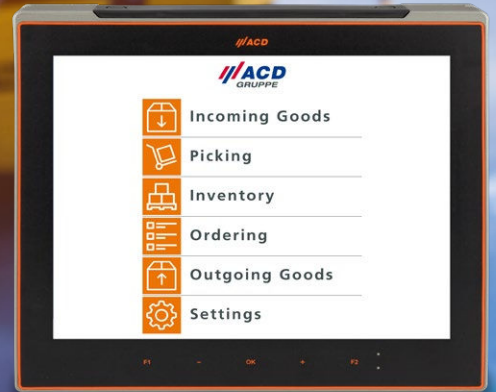 ACD
ACD
GRUPPE
Incoming Goods
Picking
Inventory
Ordering
Outgoing Goods
Settings
F1 - OK + F2